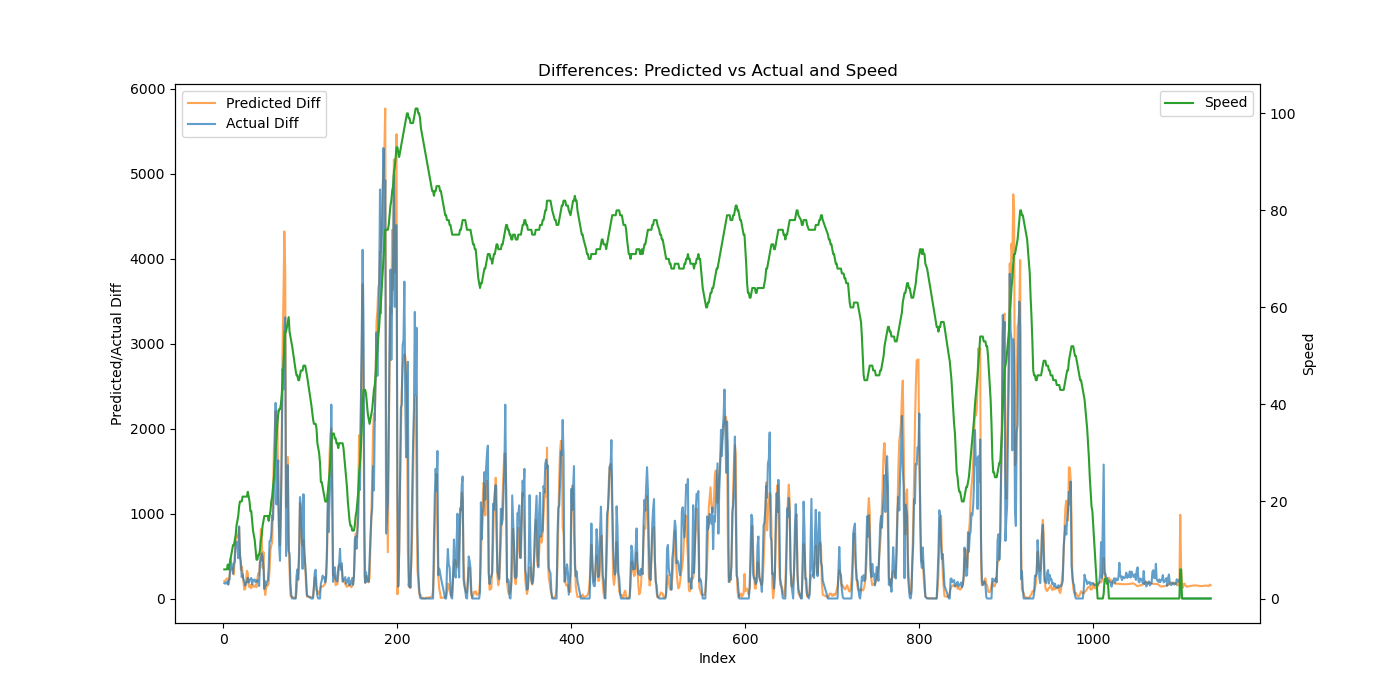 Differences: Predicted vs Actual and Speed
Predicted Diff
Actual Diff
Speed
6000
5000
4000
3000
2000
1000
0
Predicted/Actual Diff
100
80
60
40
20
0
Speed
0 200 400 600 800 1000
Index